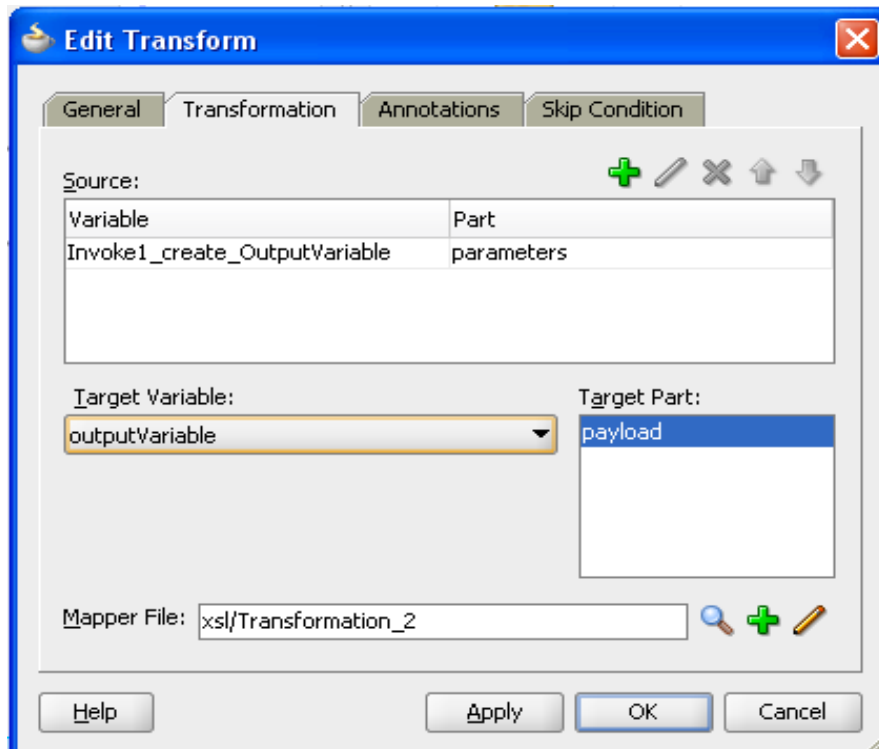 Edit Transform
General Transformation Annotations Skip Condition
Source:
Variable Part
Invoke1_create_OutputVariable parameters
Target Variable: Target Part:
outputVariable payload
Mapper File: xsl/Transformation_2
Help Apply OK Cancel